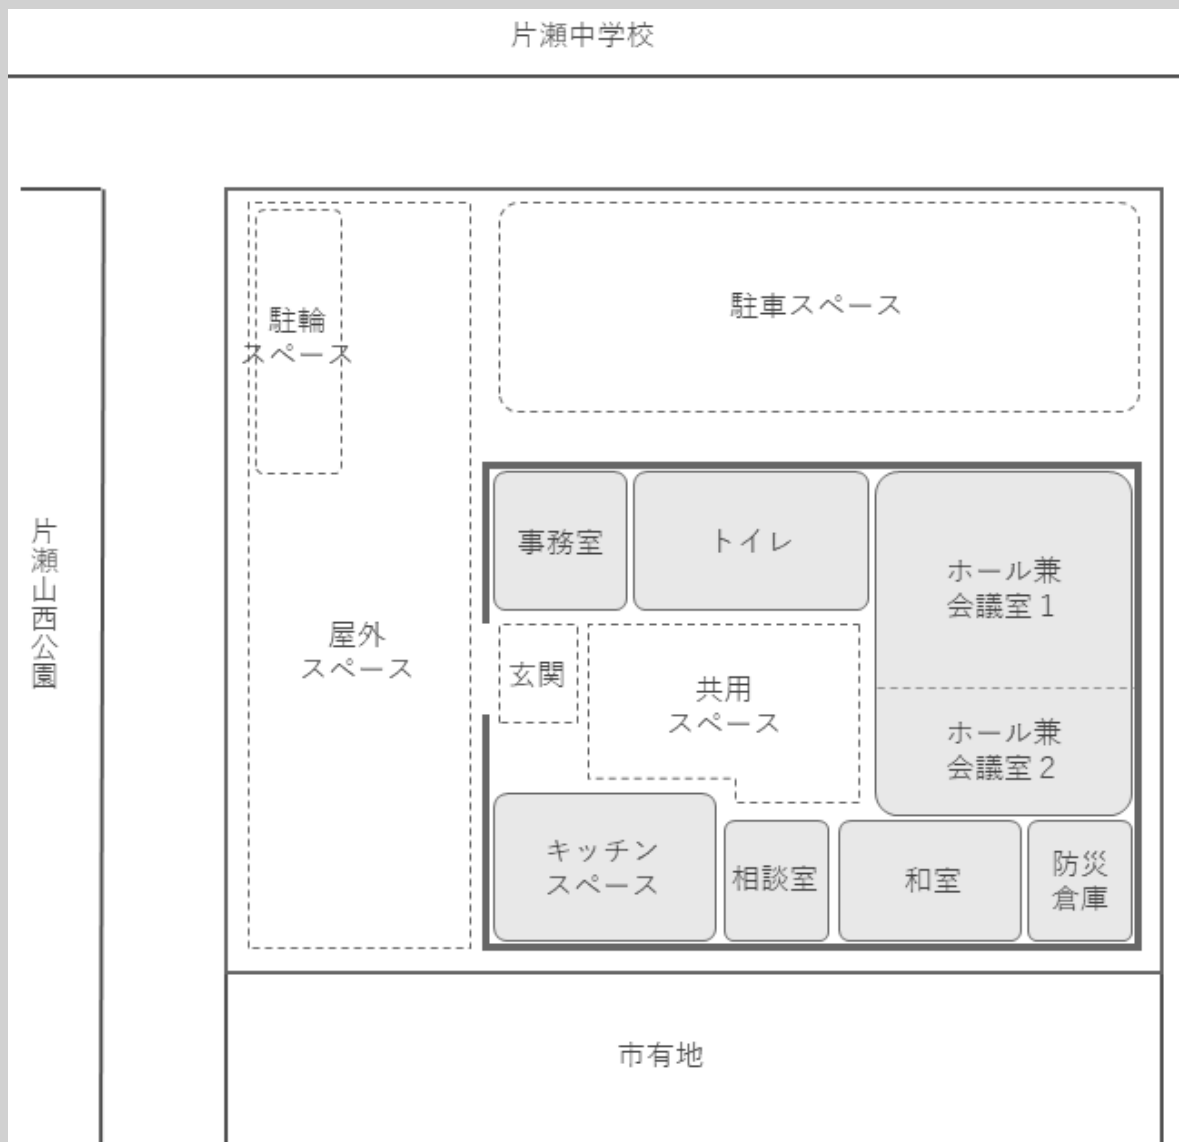 片瀬中学校
駐輪
スペース
駐車スペース
片瀬山西公園
事務室
トイレ
ホール兼
会議室１
屋外
スペース
玄関
共用
スペース
ホール兼
会議室２
キッチン
スペース
相談室
和室
防災
倉庫
市有地